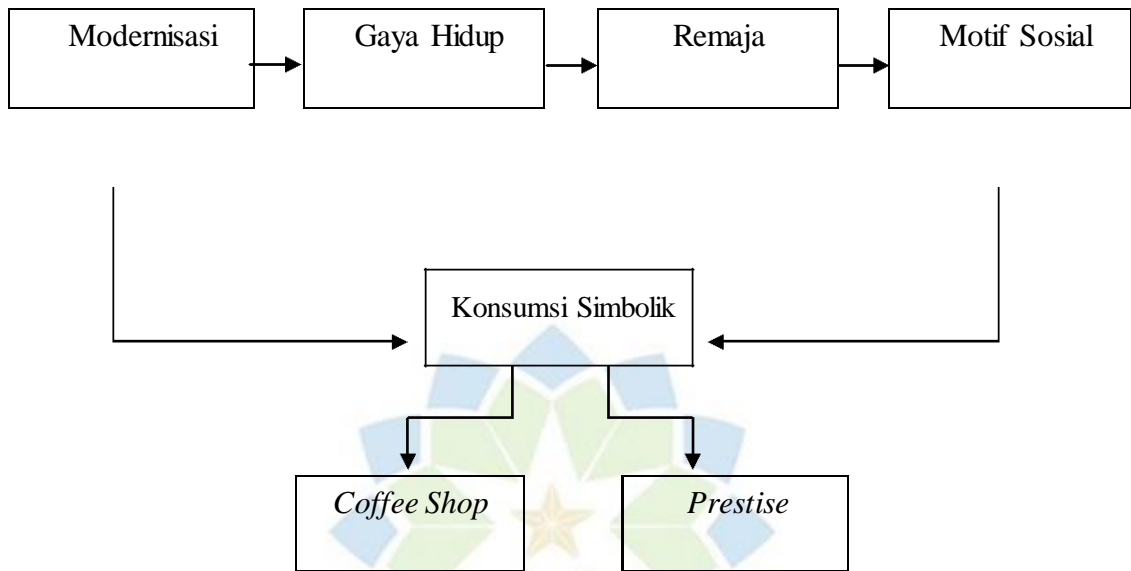 Modernisasi
Gaya Hidup
Remaja
Motif Sosial
Konsumsi Simbolik
Coffee Shop
Prestise